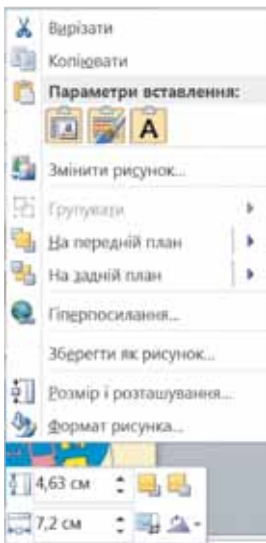 Вирізати
Копіювати
Параметри вставлення:
A
Змінити рисунок...
Групувати
На передній план
На задній план
Гіперпосилання...
Зберегти як рисунок...
Розмір і розташування...
Формат рисунка...
4,63 см
7,2 см